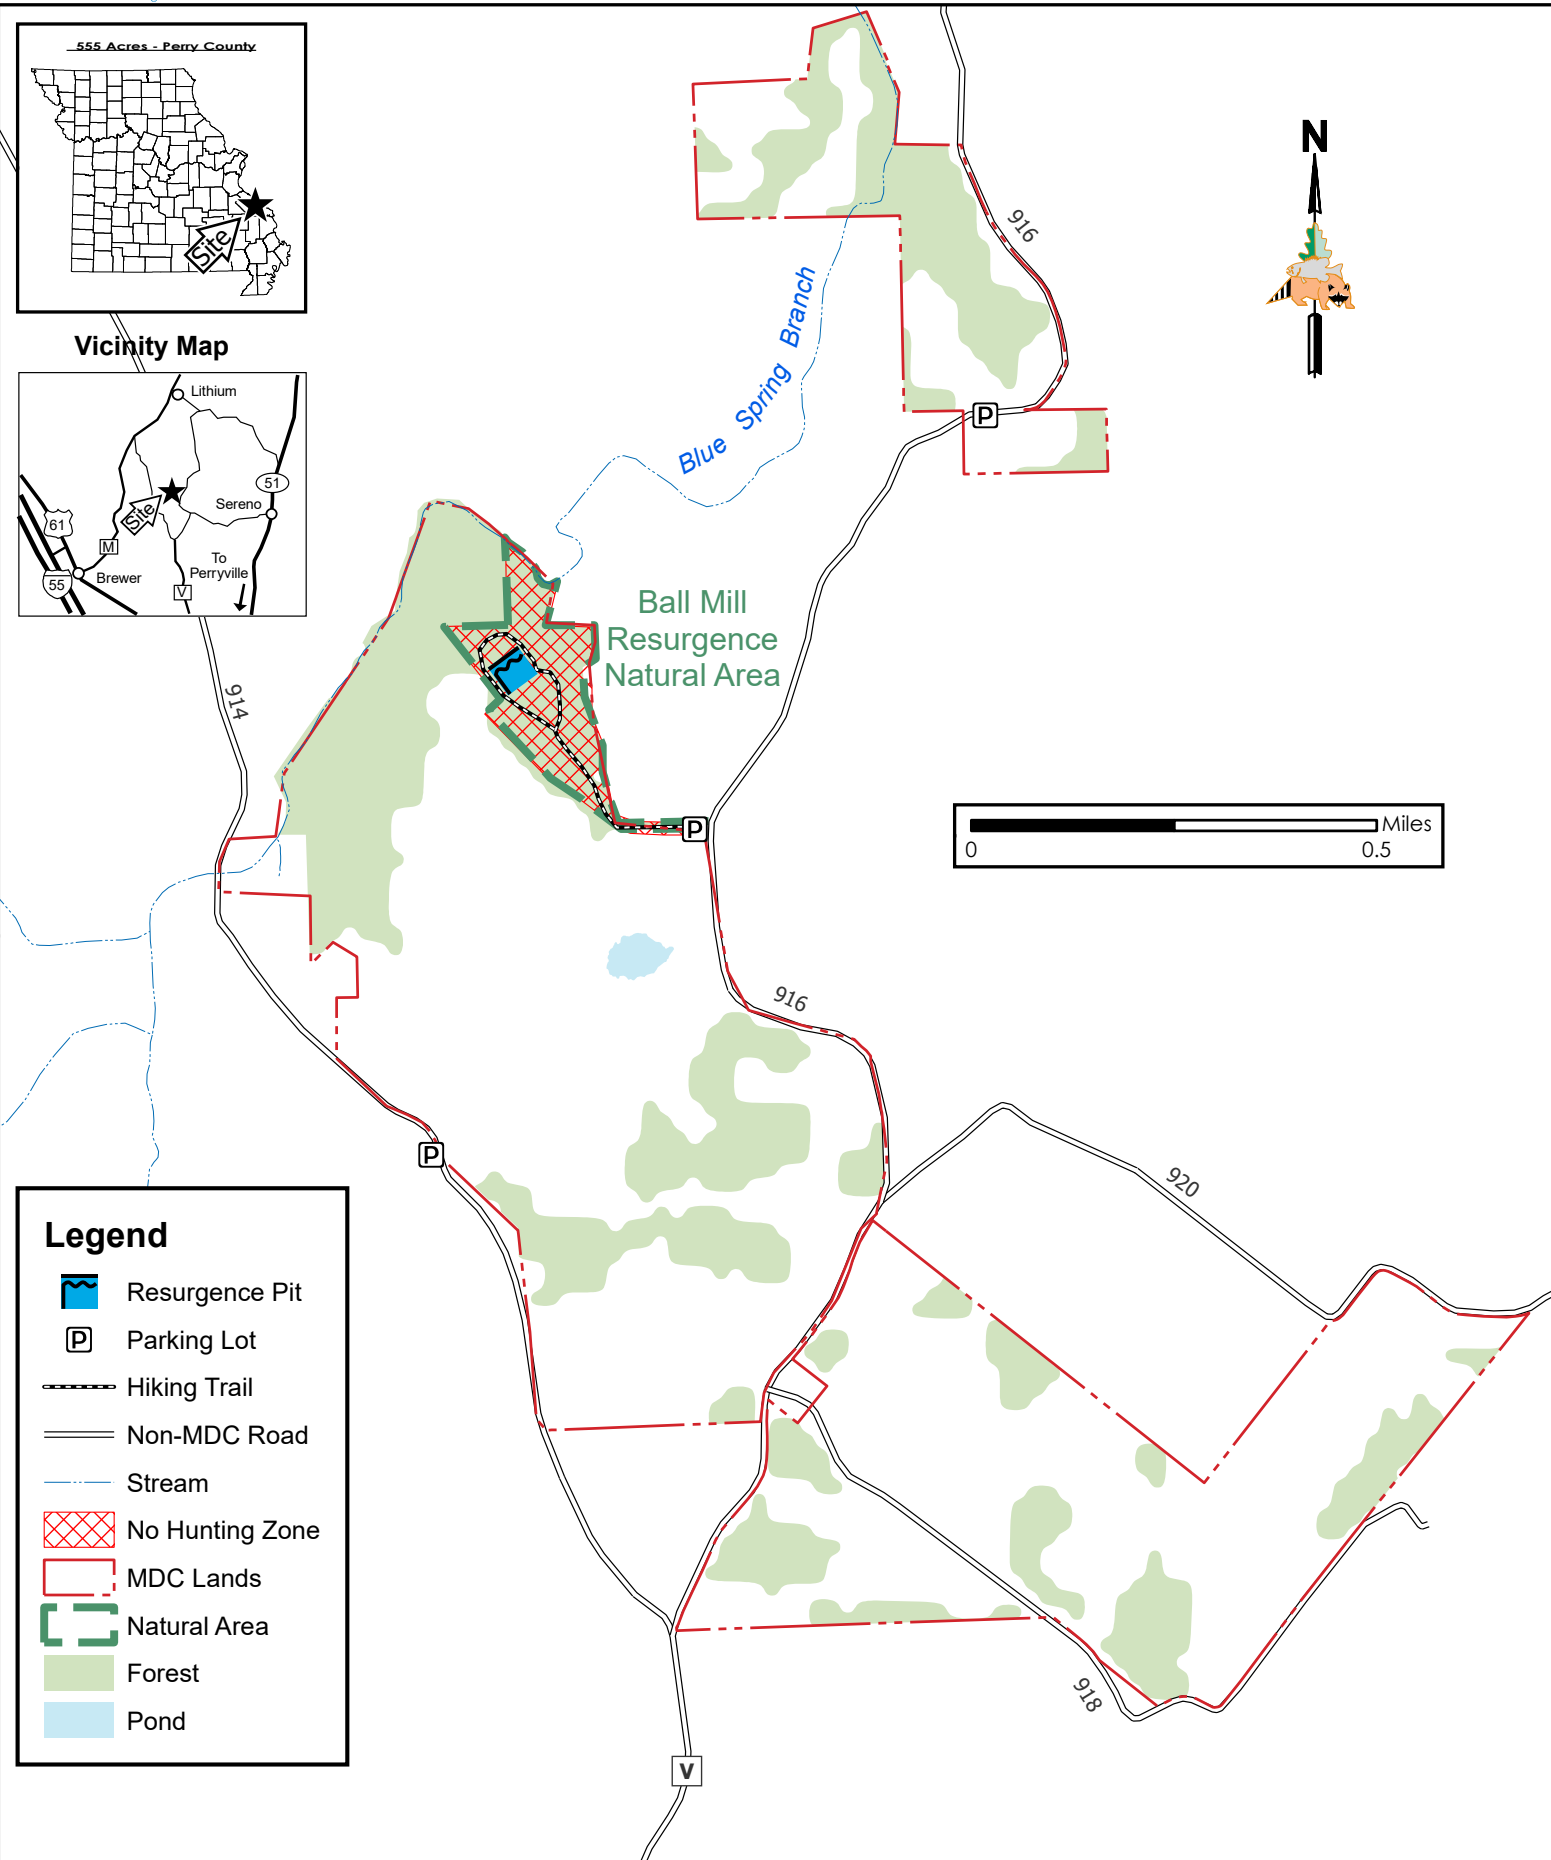 555 Acres - Perry County
Site
Vicinity Map
Lithium
51
Sereno
Site
61
M
To
Perryville
55
Brewer
V
N
916
Blue Spring Branch
P
Ball Mill
Resurgence
Natural Area
914
P
Miles
0
0.5
916
P
920
918
V
Legend
Resurgence Pit
P
Parking Lot
Hiking Trail
Non-MDC Road
Stream
No Hunting Zone
MDC Lands
Natural Area
Forest
Pond